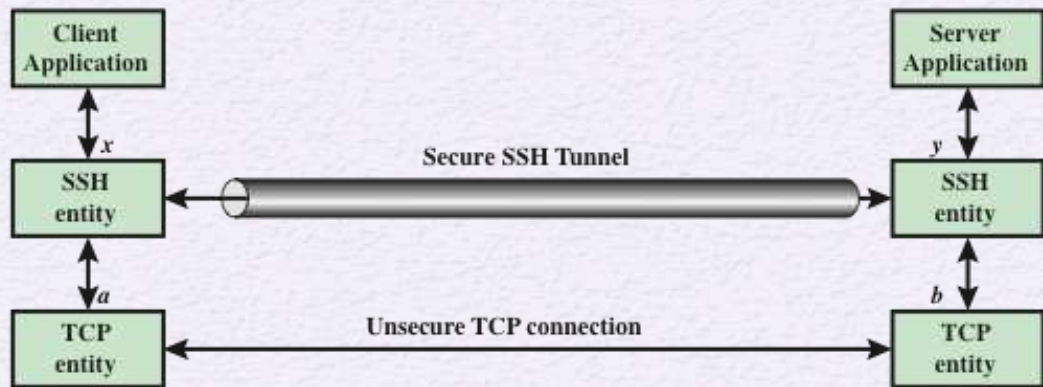 Client
Application
Server
Application
x
y
Secure SSH Tunnel
SSH
entity
SSH
entity
a
b
Unsecure TCP connection
TCP
entity
TCP
entity